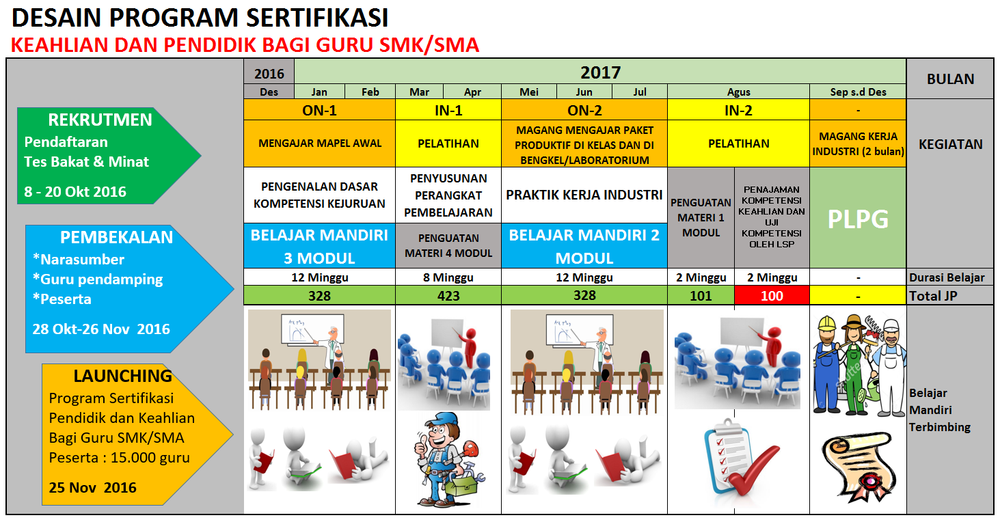 DESAIN PROGRAM SERTIFIKASI
KEAHLIAN DAN PENDIDIK BAGI GURU SMK/SMA
REKRUTMEN
Pendaftaran
Tes Bakat & Minat
8 - 20 Okt 2016
PEMBEKALAN
*Narasumber
*Guru pendamping
*Peserta
28 Okt-26 Nov 2016
LAUNCHING
Program Sertifikasi
Pendidik dan Keahlian
Bagi Guru SMK/SMA
Peserta : 15.000 guru
25 Nov 2016
2016
2017
BULAN
Des
Jan
Feb
Mar
Apr
Mei
Jun
Jul
Agus
Sep s.d Des
ON-1
IN-1
ON-2
IN-2
-
KEGIATAN
MENGAJAR MAPEL AWAL
PELATIHAN
MAGANG MENGAJAR PAKET
PRODUKTIF DI KELAS DAN DI
BENGKEL/LABORATORIUM
PELATIHAN
MAGANG KERJA
INDUSTRI (2 bulan)
PENGENALAN DASAR
KOMPETENSI KEJURUAN
PENYUSUNAN
PERANGKAT
PEMBELAJARAN
PRAKTIK KERJA INDUSTRI
PENGUATAN
MATERI 1
MODUL
PENAJAMAN
KOMPETENSI
KEAHLIAN DAN
UJI
KOMPETENSI
OLEH LSP
PLPG
BELAJAR MANDIRI
3 MODUL
PENGUATAN
MATERI 4 MODUL
BELAJAR MANDIRI 2
MODUL
12 Minggu
8 Minggu
12 Minggu
2 Minggu
2 Minggu
-
Durasi Belajar
328
423
328
101
100
-
Total JP
Belajar
Mandiri
Terbimbing